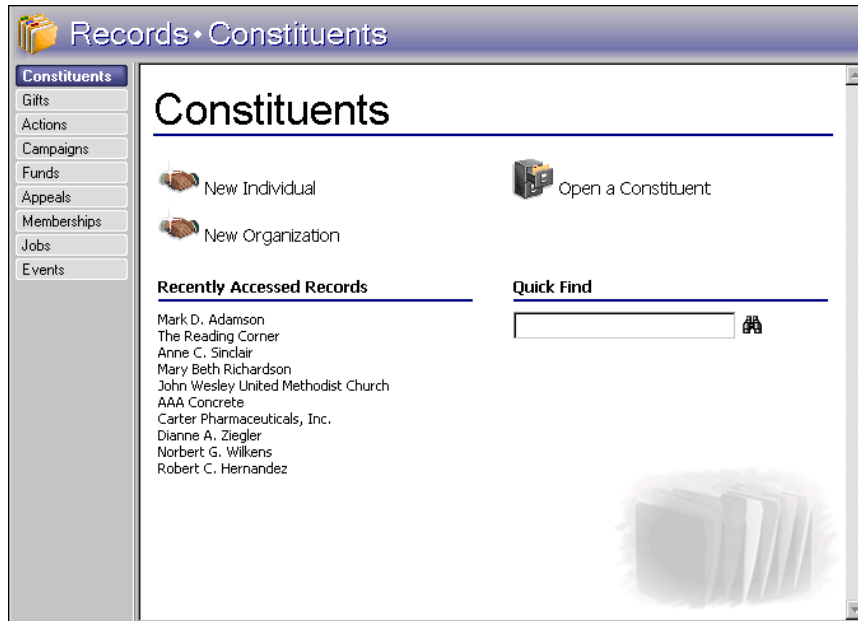 Records • Constituents
Constituents
Gifts
Actions
Campaigns
Funds
Appeals
Memberships
Jobs
Events
Constituents
New Individual
Open a Constituent
New Organization
Recently Accessed Records
Mark D. Adamson
The Reading Corner
Anne C. Sinclair
Mary Beth Richardson
John Wesley United Methodist Church
AAA Concrete
Carter Pharmaceuticals, Inc.
Dianne A. Ziegler
Norbert G. Wilkens
Robert C. Hernandez
Quick Find